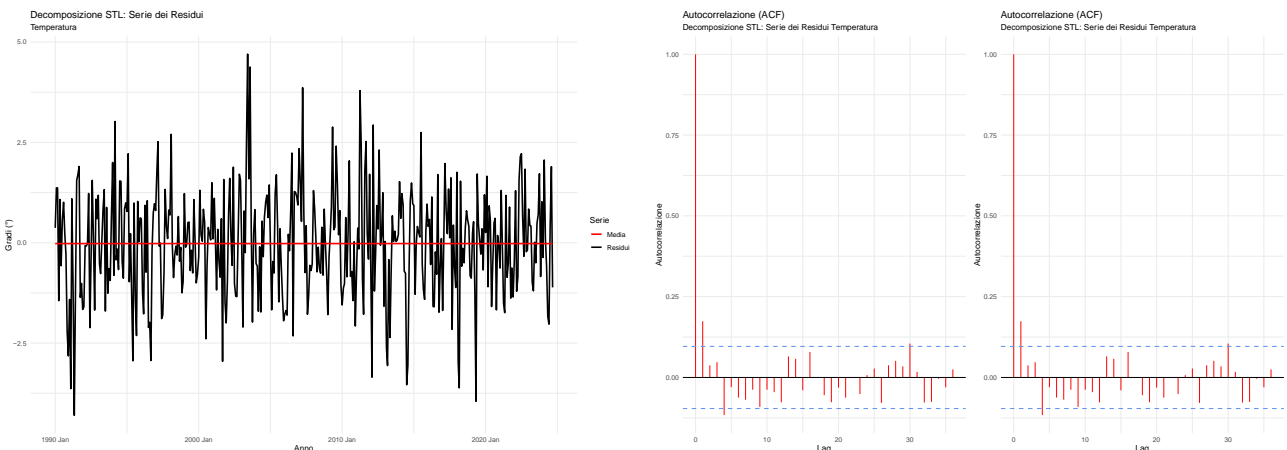 Decomposizione STL: Serie dei Residui
Temperatura
5.0
2.5
0.0
−2.5
Gradi (°)
1990 Jan
2000 Jan
2010 Jan
2020 Jan
Anno
Serie
Media
Residui
Autocorrelazione (ACF)
Decomposizione STL: Serie dei Residui Temperatura
1.00
0.75
0.50
0.25
0.00
Autocorrelazione
0
10
20
30
Lag
Autocorrelazione (ACF)
Decomposizione STL: Serie dei Residui Temperatura
1.00
0.75
0.50
0.25
0.00
Autocorrelazione
0
10
20
30
Lag